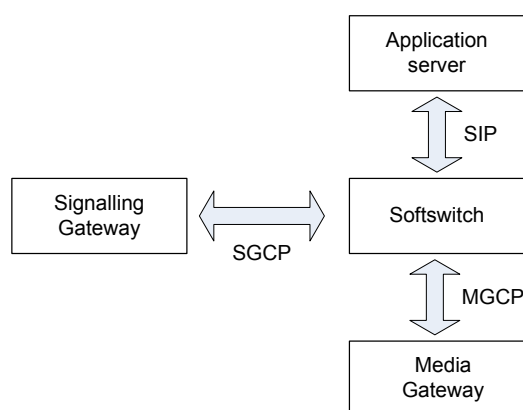 Application
server
SIP
Signalling
Gateway
SGCP
Softswitch
MGCP
Media
Gateway